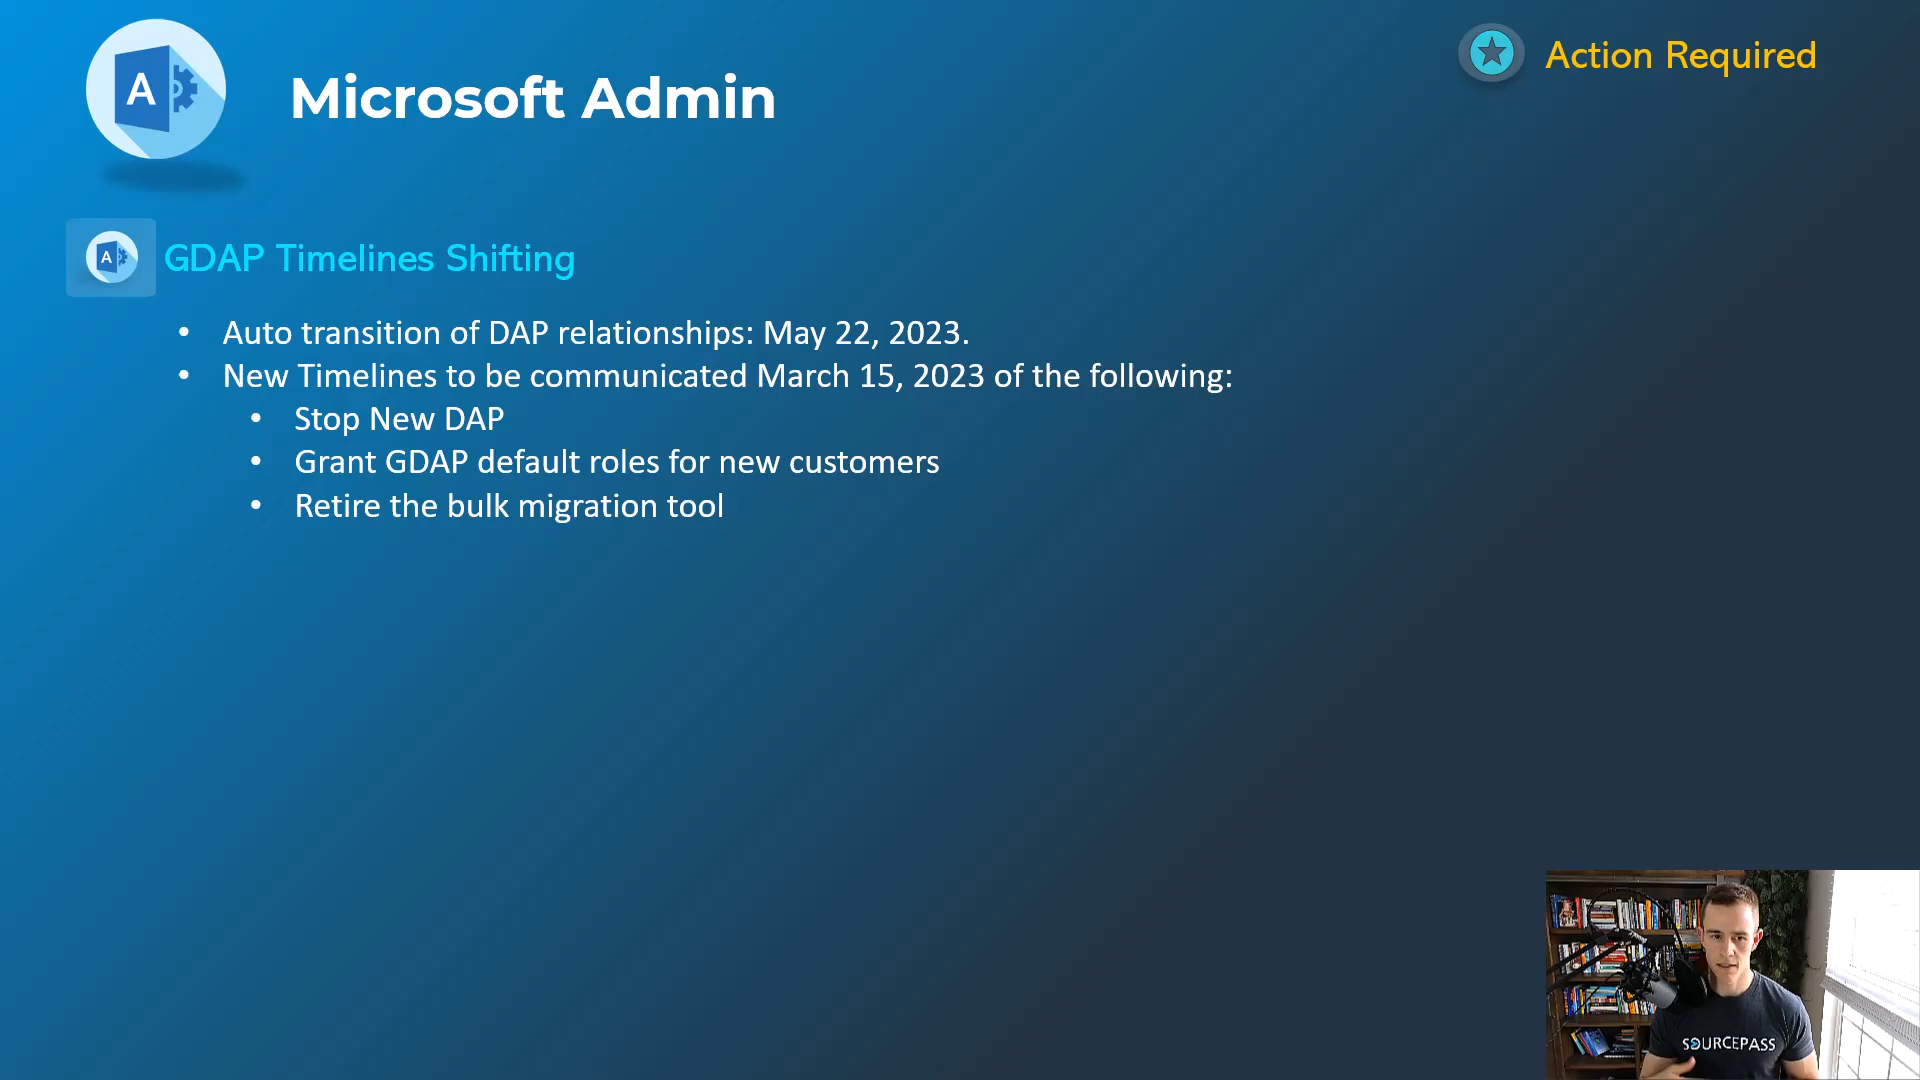 A
Microsoft Admin
Action Required
A
GDAP Timelines Shifting
• Auto transition of DAP relationships: May 22, 2023.
• New Timelines to be communicated March 15, 2023 of the following:
• Stop New DAP
• Grant GDAP default roles for new customers
• Retire the bulk migration tool
SOURCEPASS